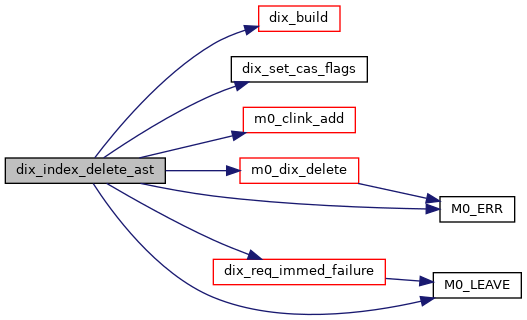 dix_build
dix_set_cas_flags
m0_clink_add
dix_index_delete_ast
m0_dix_delete
M0_ERR
dix_req_immed_failure
M0_LEAVE